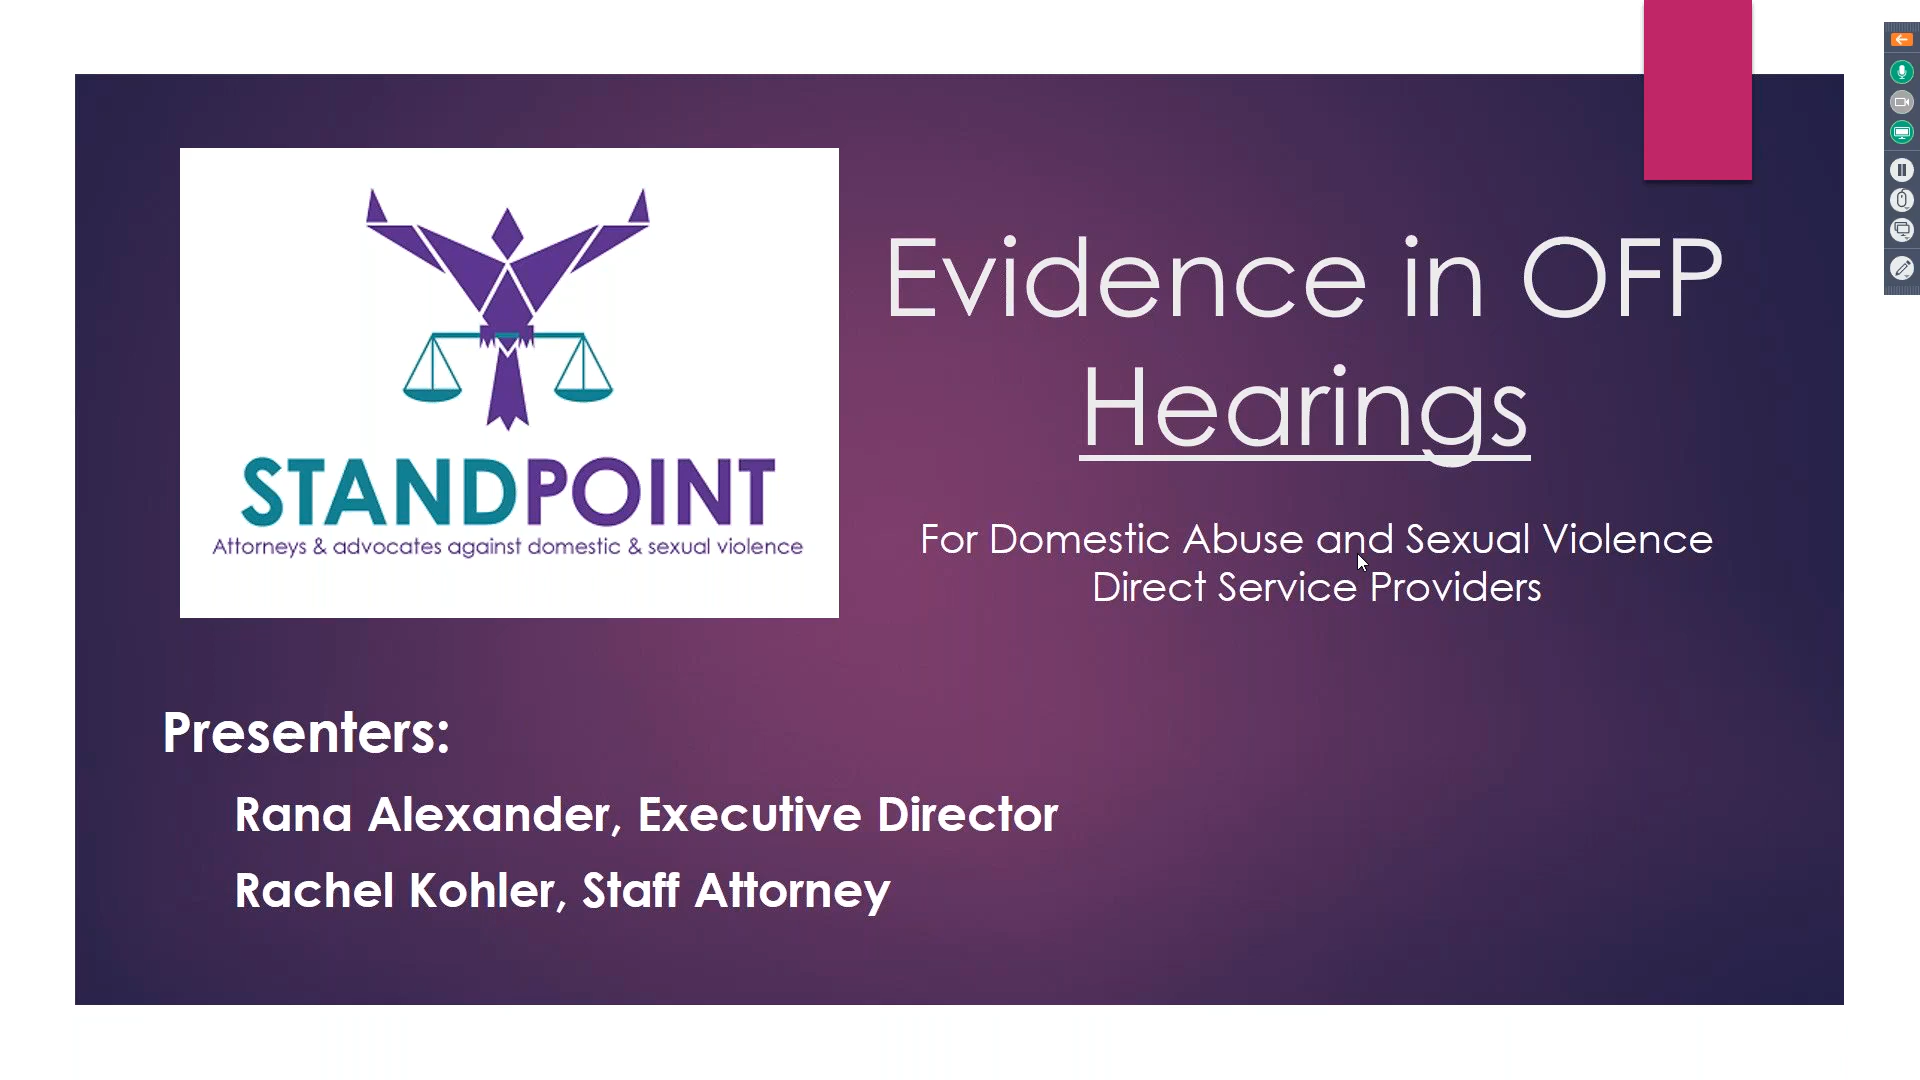 STANDPOINT
Attorneys & advocates against domestic & sexual violence
Evidence in OFP
Hearings
For Domestic Abuse and Sexual Violence
Direct Service Providers
Presenters:
Rana Alexander, Executive Director
Rachel Kohler, Staff Attorney